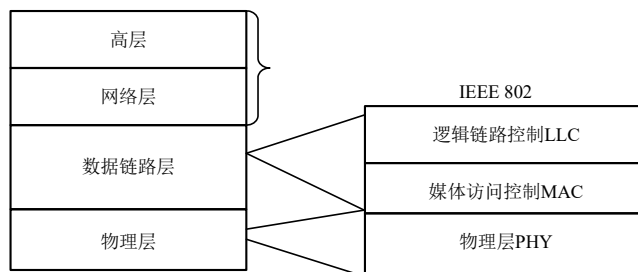 高层
网络层
数据链路层
物理层
IEEE 802
逻辑链路控制LLC
媒体访问控制MAC
物理层PHY